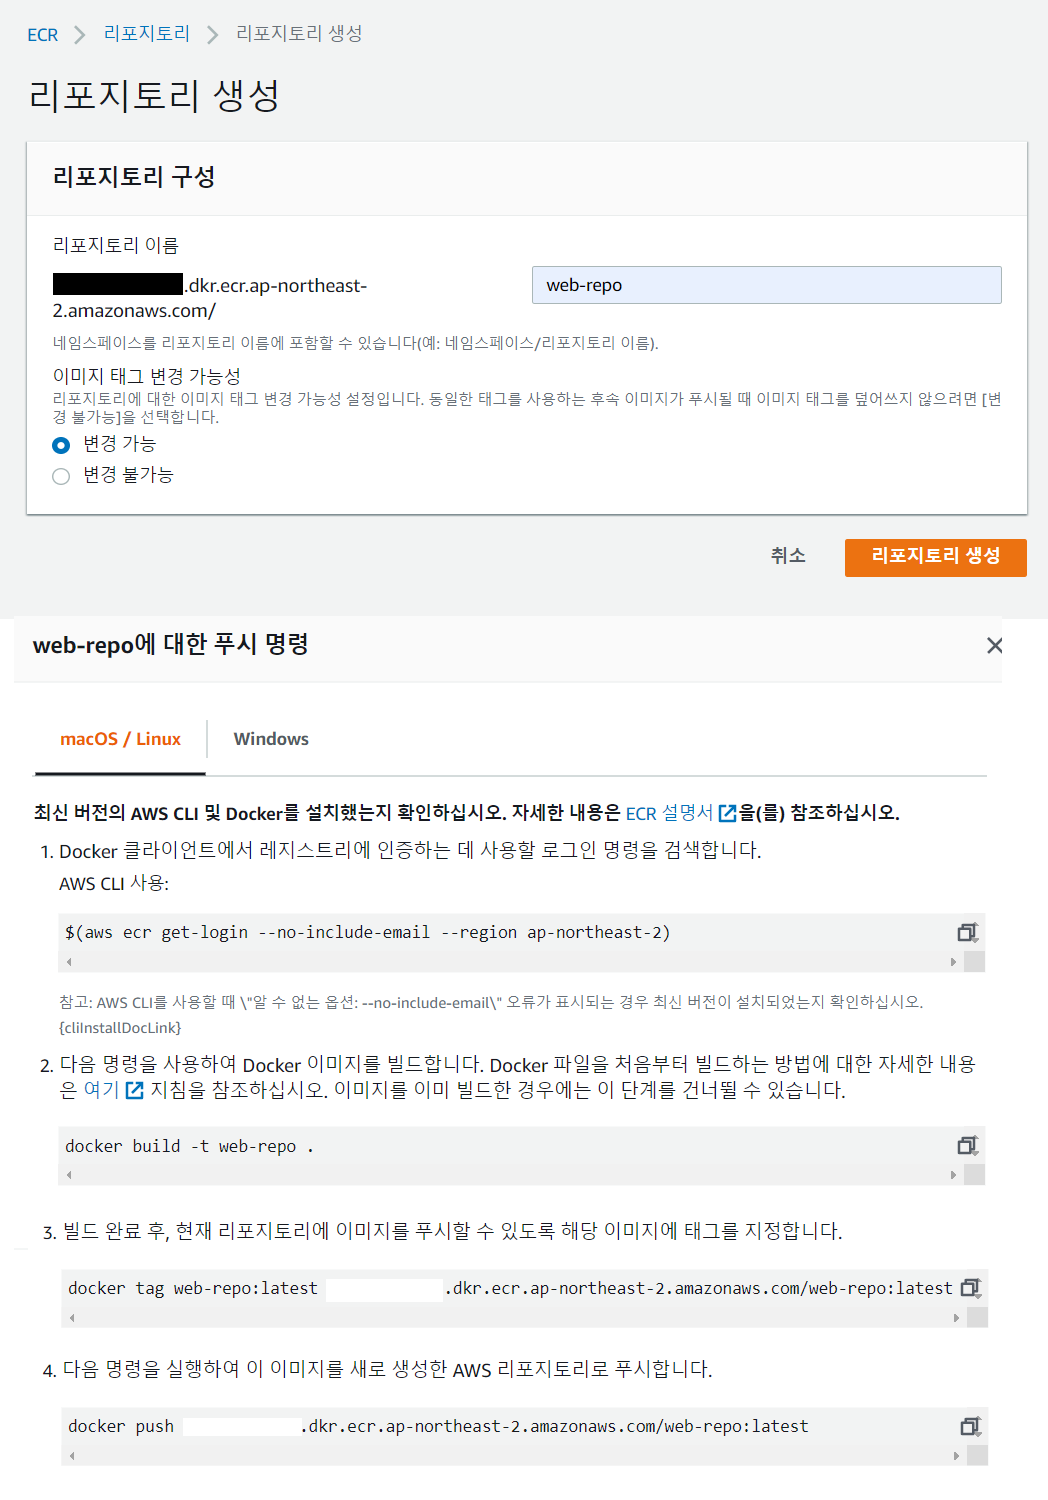 ECR > 리포지토리 > 리포지토리 생성
리포지토리 생성
리포지토리 구성
리포지토리 이름
.dkr.ecr.ap-northeast-
2.amazonaws.com/
web-repo
네임스페이스를 리포지토리 이름에 포함할 수 있습니다(예: 네임스페이스/리포지토리 이름).
이미지 태그 변경 가능성
리포지토리에 대한 이미지 태그 변경 가능성 설정입니다. 동일한 태그를 사용하는 후속 이미지가 푸시될 때 이미지 태그를 덮어쓰지 않으려면 [변
경 불가능]을 선택합니다.
변경 가능
변경 불가능
취소
리포지토리 생성
web-repo에 대한 푸시 명령
macOS / Linux
Windows
최신 버전의 AWS CLI 및 Docker를 설치했는지 확인하십시오. 자세한 내용은 ECR 설명서을(를) 참조하십시오.
1. Docker 클라이언트에서 레지스트리에 인증하는 데 사용할 로그인 명령을 검색합니다.
AWS CLI 사용:
$(aws ecr get-login --no-include-email --region ap-northeast-2)
참고: AWS CLI를 사용할 때 \"알 수 없는 옵션: --no-include-email\" 오류가 표시되는 경우 최신 버전이 설치되었는지 확인하십시오.
{cliInstallDocLink}
2. 다음 명령을 사용하여 Docker 이미지를 빌드합니다. Docker 파일을 처음부터 빌드하는 방법에 대한 자세한 내용
은 여기 지침을 참조하십시오. 이미지를 이미 빌드한 경우에는 이 단계를 건너뛸 수 있습니다.
docker build -t web-repo .
3. 빌드 완료 후, 현재 리포지토리에 이미지를 푸시할 수 있도록 해당 이미지에 태그를 지정합니다.
docker tag web-repo:latest .dkr.ecr.ap-northeast-2.amazonaws.com/web-repo:latest
4. 다음 명령을 실행하여 이 이미지를 새로 생성한 AWS 리포지토리로 푸시합니다.
docker push .dkr.ecr.ap-northeast-2.amazonaws.com/web-repo:latest